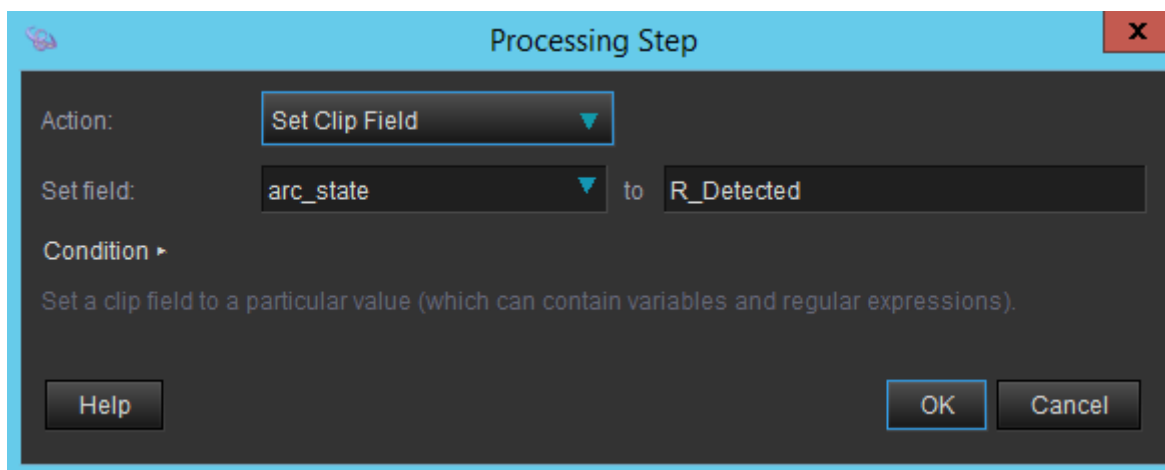 Processing Step
x
Action: Set Clip Field
Set field: arc_state to R_Detected
Condition ▸
Set a clip field to a particular value (which can contain variables and regular expressions).
Help OK Cancel